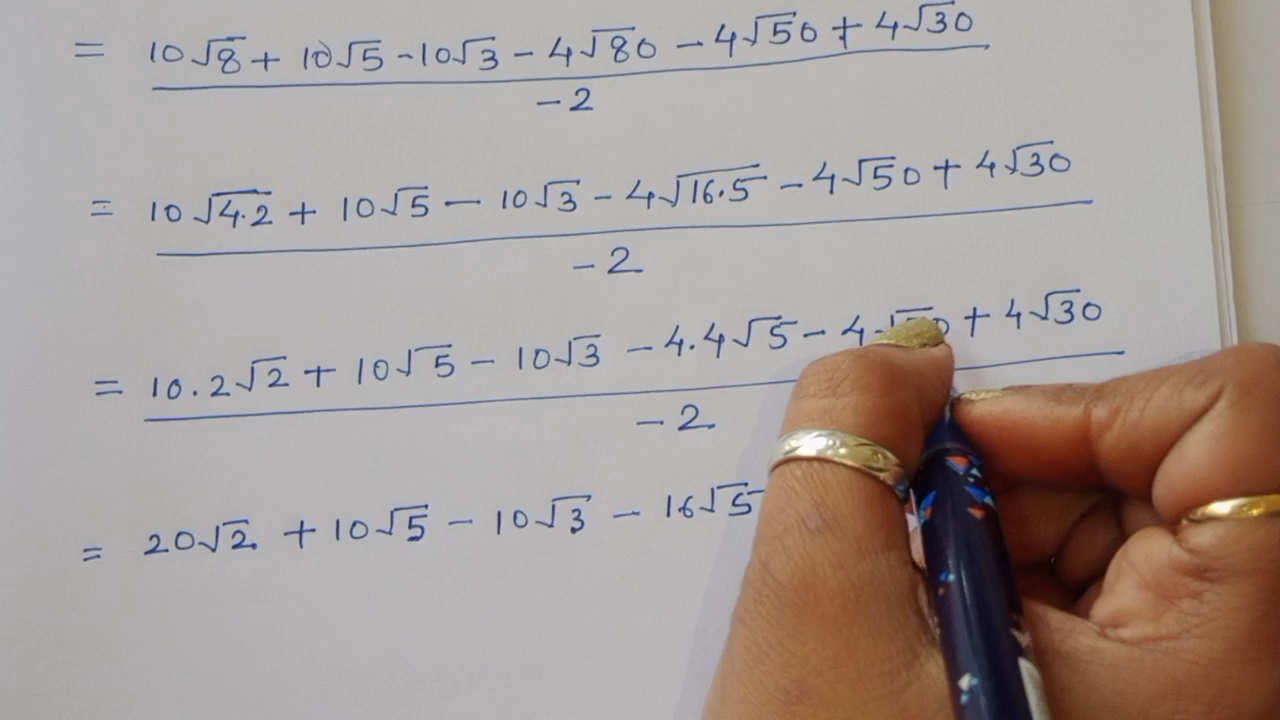 = 10√8 + 10√5 - 10√3 - 4√80 - 4√50 + 4√30
-2
= 10√4.2 + 10√5 - 10√3 - 4√16.5 - 4√50 + 4√30
-2
= 10.2√2 + 10√5 - 10√3 - 4.4√5 - 4√ + 4√30
-2
= 20√2 + 10√5 - 10√3 - 16√5